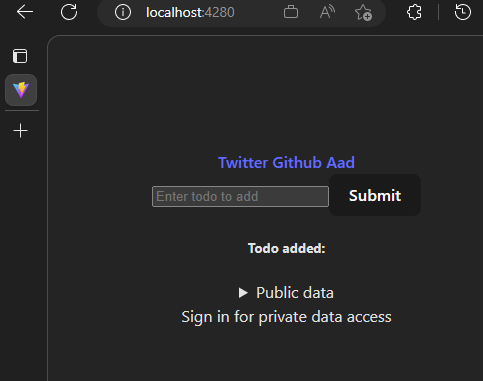 localhost:4280
Twitter Github Aad
Enter todo to add Submit
Todo added:
Public data
Sign in for private data access